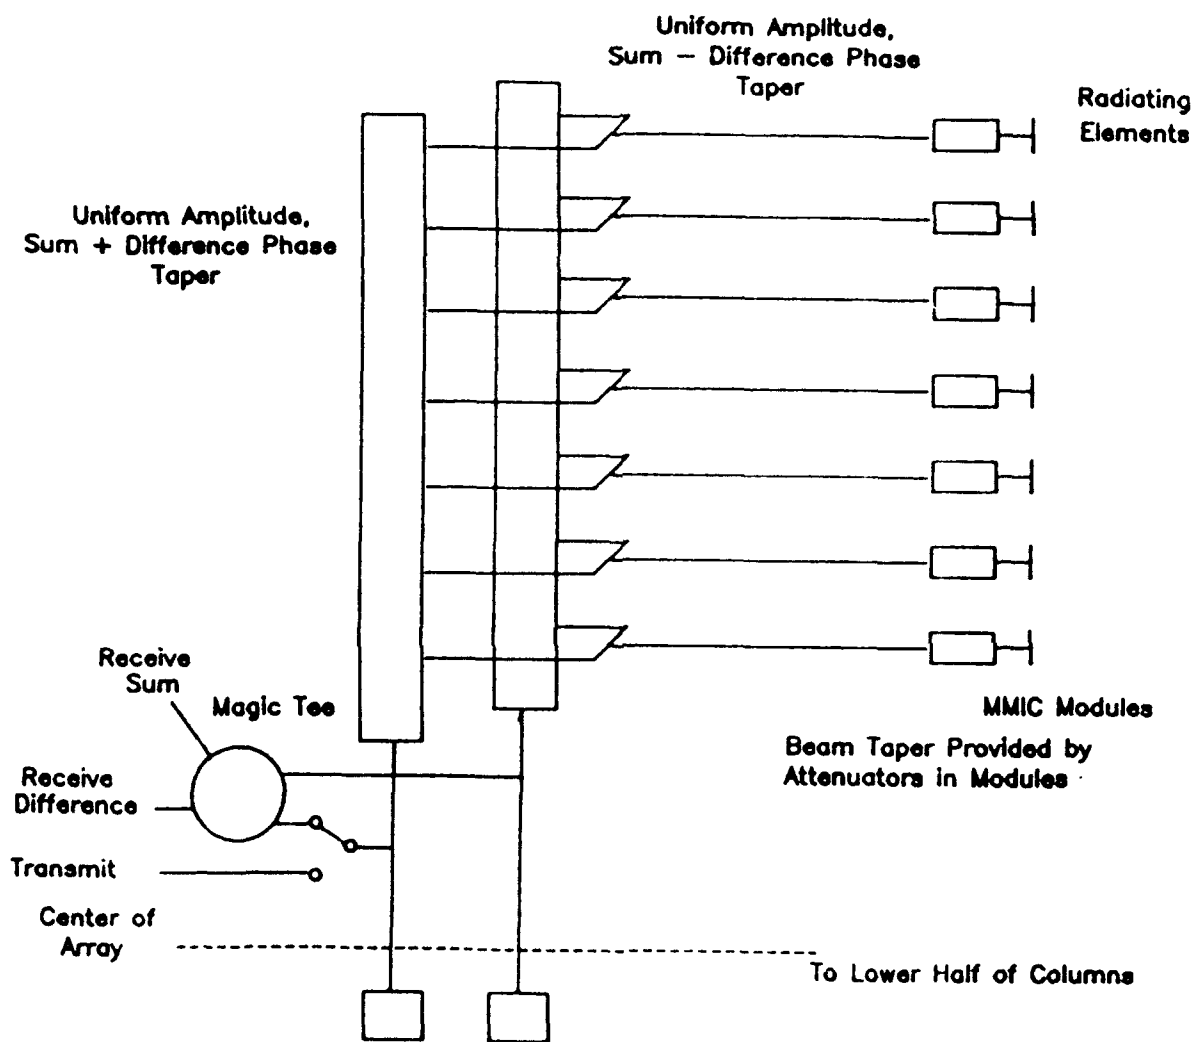 Uniform Amplitude,
Sum – Difference Phase
Taper
Radiating
Elements
Uniform Amplitude,
Sum + Difference Phase
Taper
Receive
Sum
Magic Tee
MMIC Modules
Beam Taper Provided by
Attenuators in Modules
Receive
Difference
Transmit
Center of
Array
To Lower Half of Columns